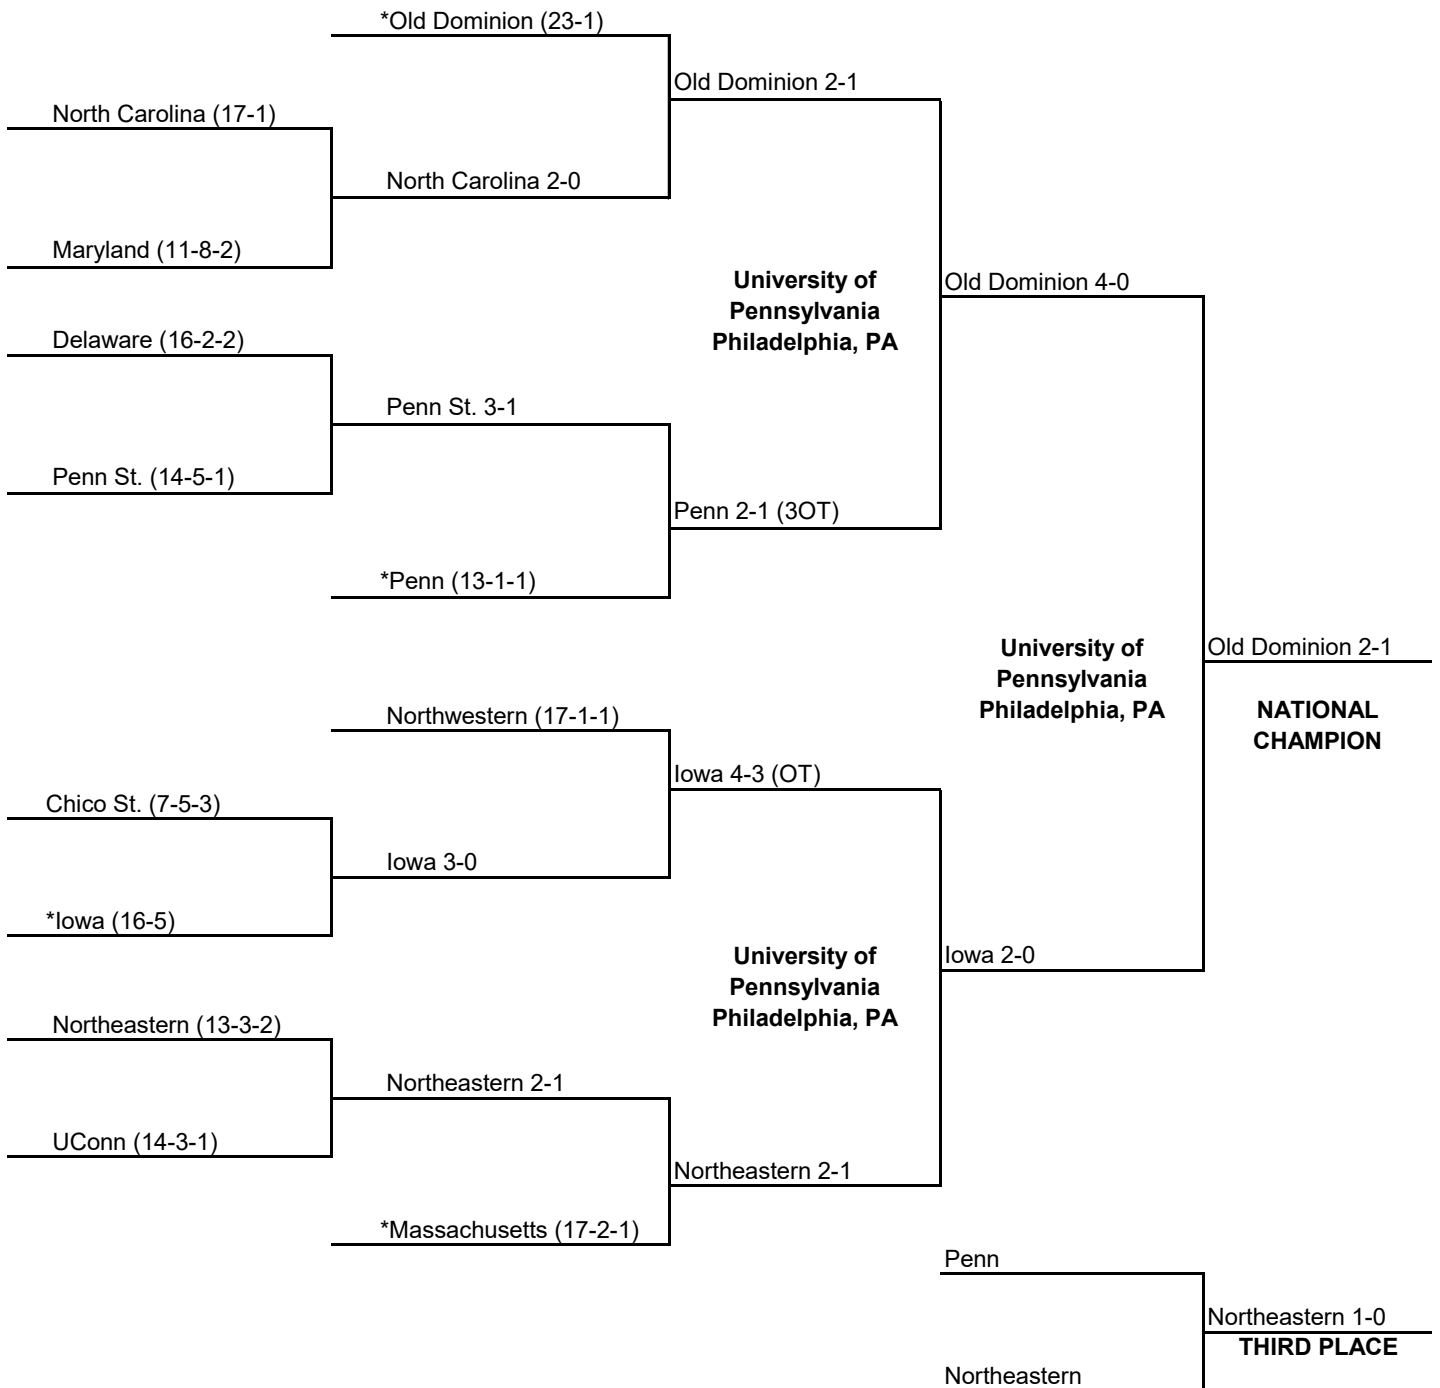 *Old Dominion (23-1)
Old Dominion 2-1
North Carolina (17-1)
North Carolina 2-0
Maryland (11-8-2)
University of
Pennsylvania
Philadelphia, PA
Old Dominion 4-0
Delaware (16-2-2)
Penn St. 3-1
Penn St. (14-5-1)
Penn 2-1 (3OT)
*Penn (13-1-1)
University of
Pennsylvania
Philadelphia, PA
Old Dominion 2-1
NATIONAL
CHAMPION
Northwestern (17-1-1)
Iowa 4-3 (OT)
Chico St. (7-5-3)
Iowa 3-0
*Iowa (16-5)
University of
Pennsylvania
Philadelphia, PA
Iowa 2-0
Northeastern (13-3-2)
Northeastern 2-1
UConn (14-3-1)
Northeastern 2-1
*Massachusetts (17-2-1)
Penn
Northeastern 1-0
THIRD PLACE
Northeastern